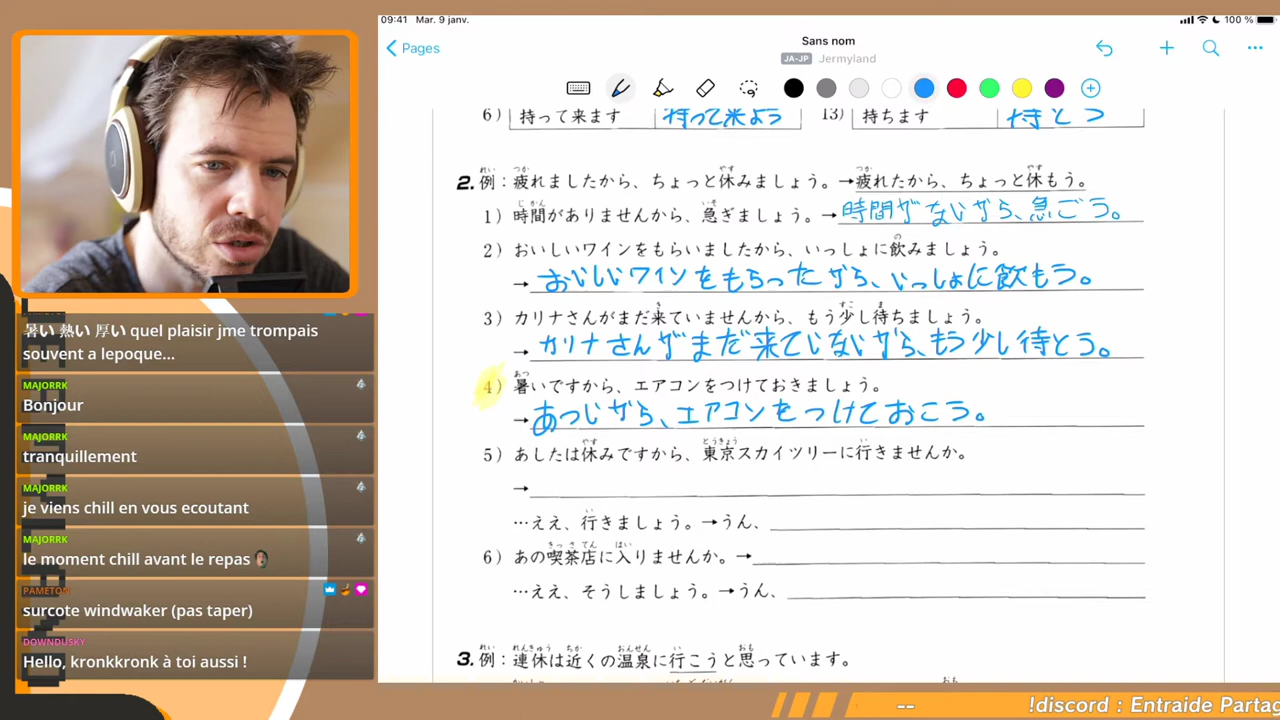 09:41 Mar. 9 janv.
100 %
Pages
Sans nom
JA-JP Jermyland
6) 持って来ます 持って来よう 13) 持ちます 持とう
2. 例：疲れましたから、ちょっと休みましょう。→疲れたから、ちょっと休もう。
1) 時間がありませんから、急ぎましょう。→時間がないから、急ごう。
2) おいしいワインをもらいましたから、いっしょに飲みましょう。
→おいしいワインをもらったから、いっしょに飲もう。
3) カリナさんがまだ来ていませんから、もう少し待ちましょう。
→カリナさんがまだ来ていないから、もう少し待とう。
4) 暑いですから、エアコンをつけておきましょう。
→あついから、エアコンをつけておこう。
5) あしたは休みですから、東京スカイツリーに行きませんか。
→
…ええ、行きましょう。→うん、
6) あの喫茶店に入りませんか。→
…ええ、そうしましょう。→うん、
3. 例：連休は近くの温泉に行こうと思っています。
暑い 熱い 厚い quel plaisir jme trompais
souvent a lepoque...
MAJORRK
Bonjour
MAJORRK
tranquillement
MAJORRK
je viens chill en vous ecoutant
MAJORRK
le moment chill avant le repas
PAMETON
surcote windwaker (pas taper)
DOWNDUSKY
Hello, kronkkronk à toi aussi !
-- !discord : Entraide Partag